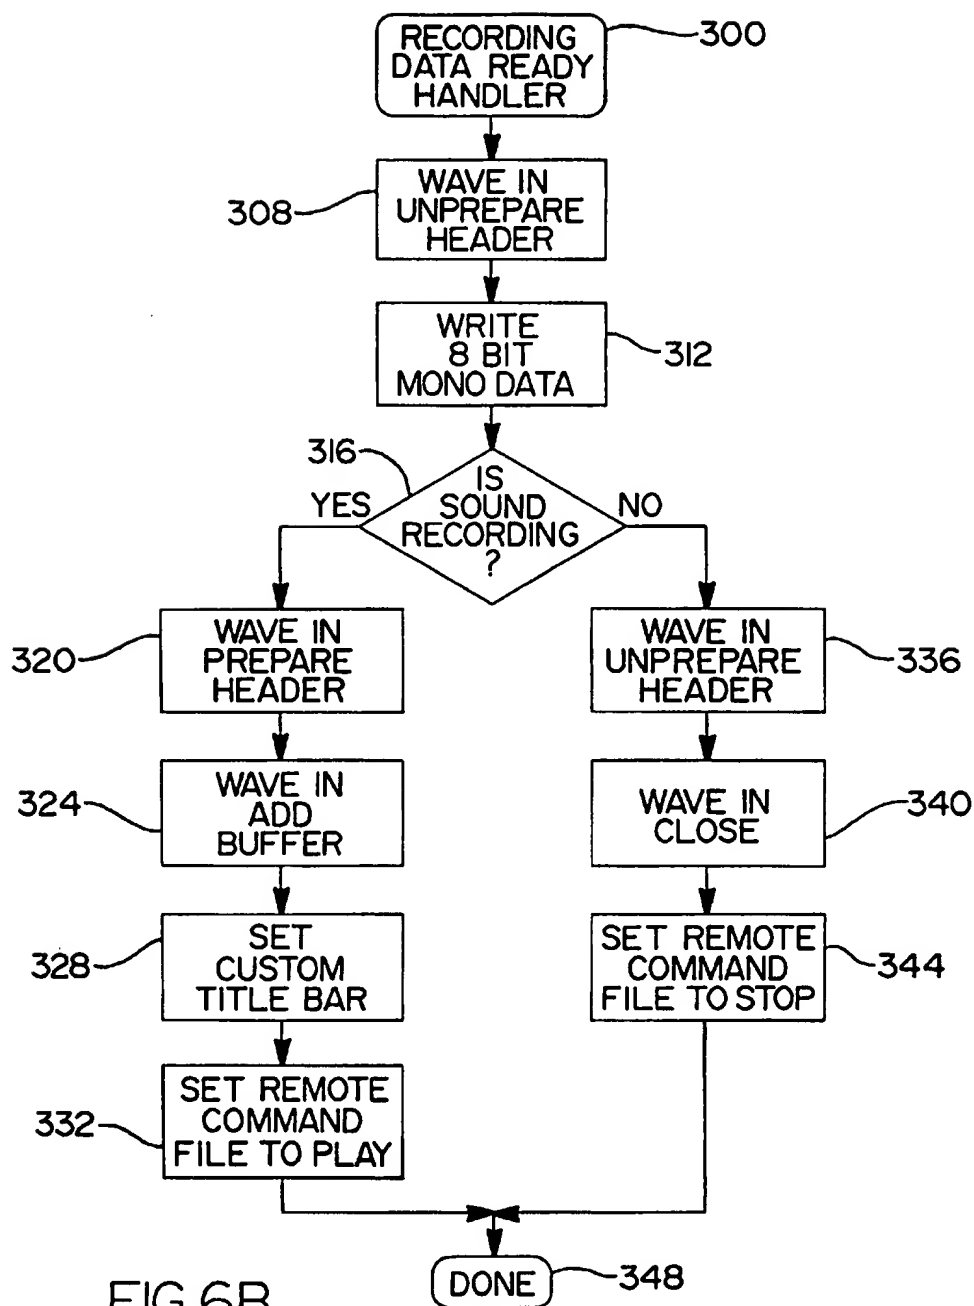 RECORDING
DATA READY
HANDLER
300
WAVE IN
UNPREPARE
HEADER
308
WRITE
8 BIT
MONO DATA
312
316
IS
SOUND
RECORDING
?
YES
NO
WAVE IN
PREPARE
HEADER
320
WAVE IN
UNPREPARE
HEADER
336
WAVE IN
ADD
BUFFER
324
WAVE IN
CLOSE
340
SET
CUSTOM
TITLE BAR
328
SET REMOTE
COMMAND
FILE TO STOP
344
SET REMOTE
COMMAND
FILE TO PLAY
332
DONE
348
FIG.6B